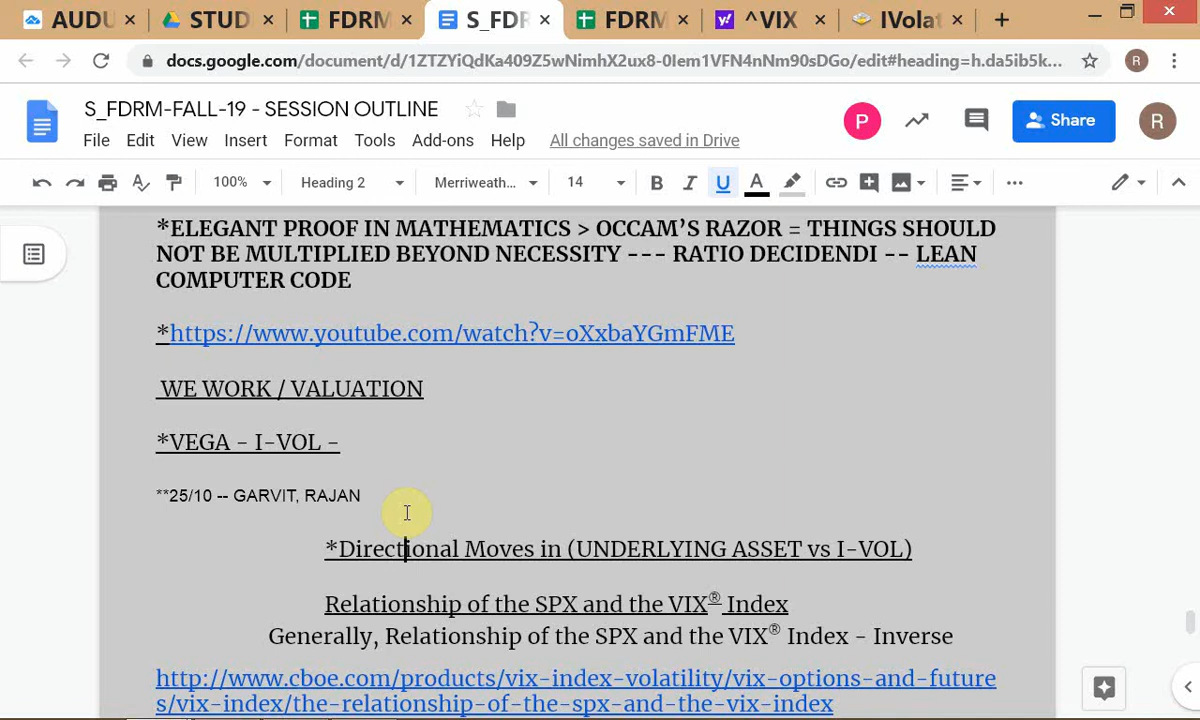 AUDU
STUD
FDRM
S_FDR
FDRM
^VIX
IVolat
docs.google.com/document/d/1ZTZYiQdKa409Z5wNimhX2ux8-0Iem1VFN4nNm90sDGo/edit#heading=h.da5ib5k...
R
S_FDRM-FALL-19 - SESSION OUTLINE
P
Share
R
File Edit View Insert Format Tools Add-ons Help All changes saved in Drive
100% Heading 2 Merriweath... 14 B I U A
*ELEGANT PROOF IN MATHEMATICS > OCCAM’S RAZOR = THINGS SHOULD
NOT BE MULTIPLIED BEYOND NECESSITY --- RATIO DECIDENDI -- LEAN
COMPUTER CODE
*https://www.youtube.com/watch?v=oXxbaYGmFME
WE WORK / VALUATION
*VEGA - I-VOL -
**25/10 -- GARVIT, RAJAN
*Directional Moves in (UNDERLYING ASSET vs I-VOL)
Relationship of the SPX and the VIX® Index
Generally, Relationship of the SPX and the VIX® Index - Inverse
http://www.cboe.com/products/vix-index-volatility/vix-options-and-future
s/vix-index/the-relationship-of-the-spx-and-the-vix-index